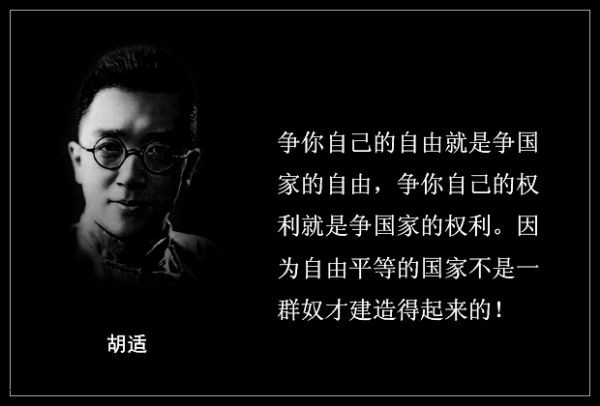 争你自己的自由就是争国
家的自由，争你自己的权
利就是争国家的权利。因
为自由平等的国家不是一
群奴才建造得起来的！
胡适